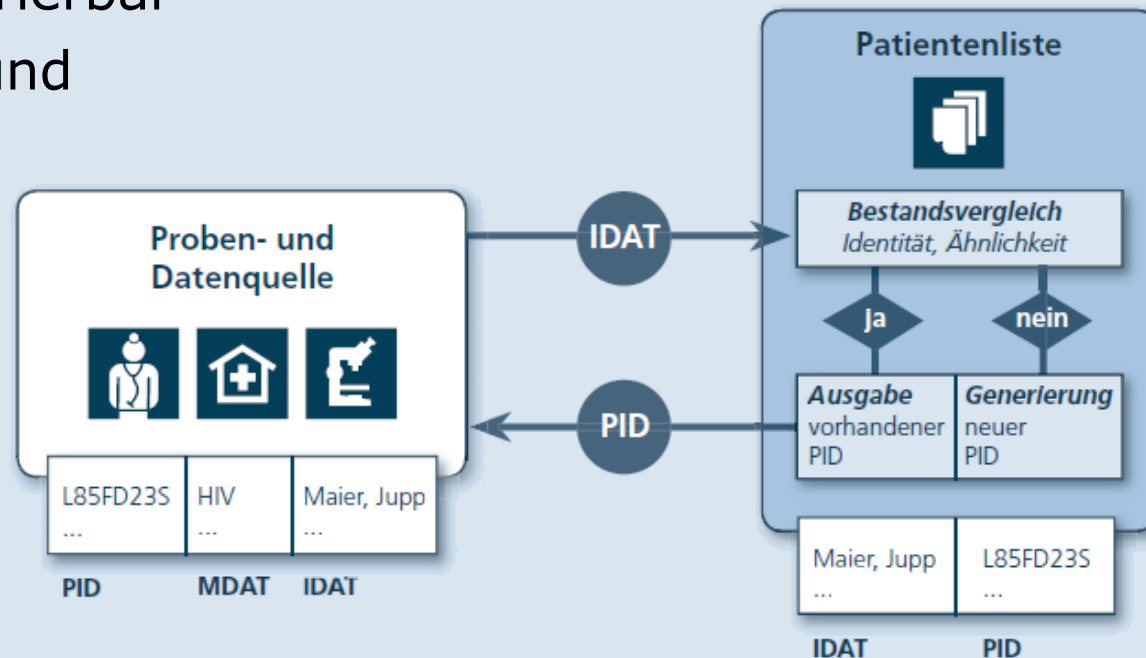 und
Patientenliste
Proben- und
Datenquelle
IDAT
Bestandsvergleich
Identität, Ähnlichkeit
Ja
nein
PID
Ausgabe
vorhandener
PID
Generierung
neuer
PID
L85FD23S
...
HIV
...
Maier, Jupp
...
PID
MDAT
IDAT
Maier, Jupp
...
L85FD23S
...
IDAT
PID